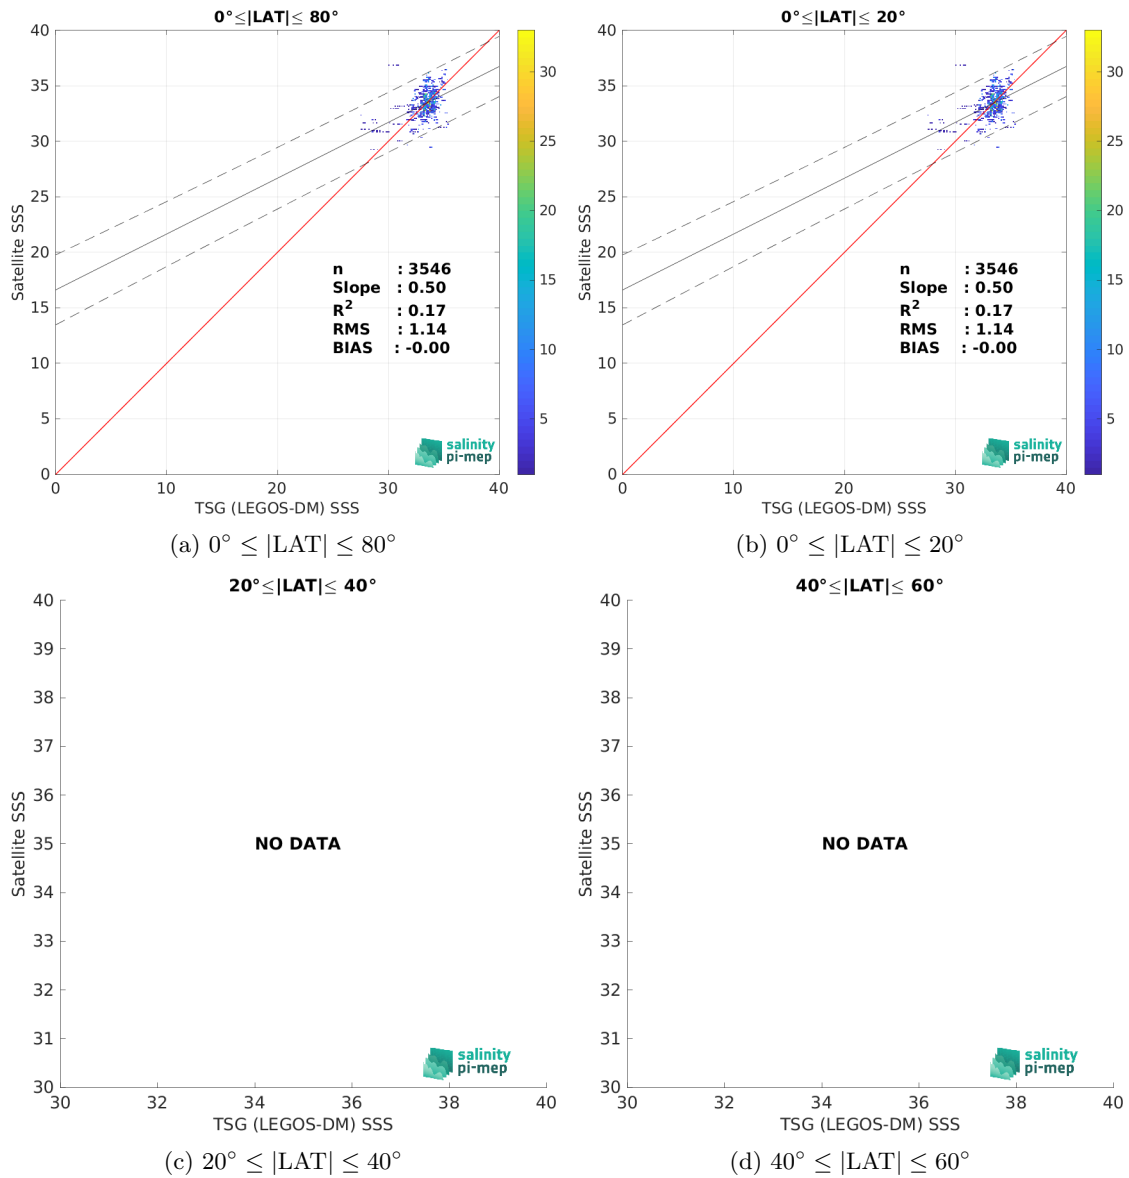 0°≤|LAT|≤ 80°
40
35
30
25
20
15
10
5
0
0
10
20
30
40
Satellite SSS
TSG (LEGOS-DM) SSS
n : 3546
Slope : 0.50
R² : 0.17
RMS : 1.14
BIAS : -0.00
salinity
pi-mep
30
25
20
15
10
5
(a) 0° ≤ |LAT| ≤ 80°
0°≤|LAT|≤ 20°
40
35
30
25
20
15
10
5
0
0
10
20
30
40
Satellite SSS
TSG (LEGOS-DM) SSS
n : 3546
Slope : 0.50
R² : 0.17
RMS : 1.14
BIAS : -0.00
salinity
pi-mep
30
25
20
15
10
5
(b) 0° ≤ |LAT| ≤ 20°
20°≤|LAT|≤ 40°
40
39
38
37
36
35
34
33
32
31
30
30
32
34
36
38
40
Satellite SSS
TSG (LEGOS-DM) SSS
NO DATA
salinity
pi-mep
(c) 20° ≤ |LAT| ≤ 40°
40°≤|LAT|≤ 60°
40
39
38
37
36
35
34
33
32
31
30
30
32
34
36
38
40
Satellite SSS
TSG (LEGOS-DM) SSS
NO DATA
salinity
pi-mep
(d) 40° ≤ |LAT| ≤ 60°